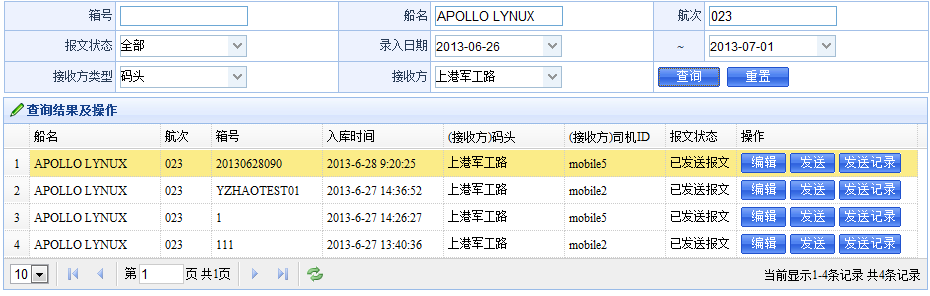 箱号 船名 APOLLO LYNUX 航次 023
报文状态 全部 录入日期 2013-06-26 ~ 2013-07-01
接收方类型 码头 接收方 上港军工路 查询 重置
查询结果及操作
船名 航次 箱号 入库时间 (接收方)码头 (接收方)司机ID 报文状态 操作
1 APOLLO LYNUX 023 20130628090 2013-6-28 9:20:25 上港军工路 mobile5 已发送报文 编辑 发送 发送记录
2 APOLLO LYNUX 023 YZHAOTEST01 2013-6-27 14:36:52 上港军工路 mobile2 已发送报文 编辑 发送 发送记录
3 APOLLO LYNUX 023 1 2013-6-27 14:26:27 上港军工路 mobile5 已发送报文 编辑 发送 发送记录
4 APOLLO LYNUX 023 111 2013-6-27 13:40:36 上港军工路 mobile2 已发送报文 编辑 发送 发送记录
10 第 1 页 共1页 当前显示1-4条记录 共4条记录